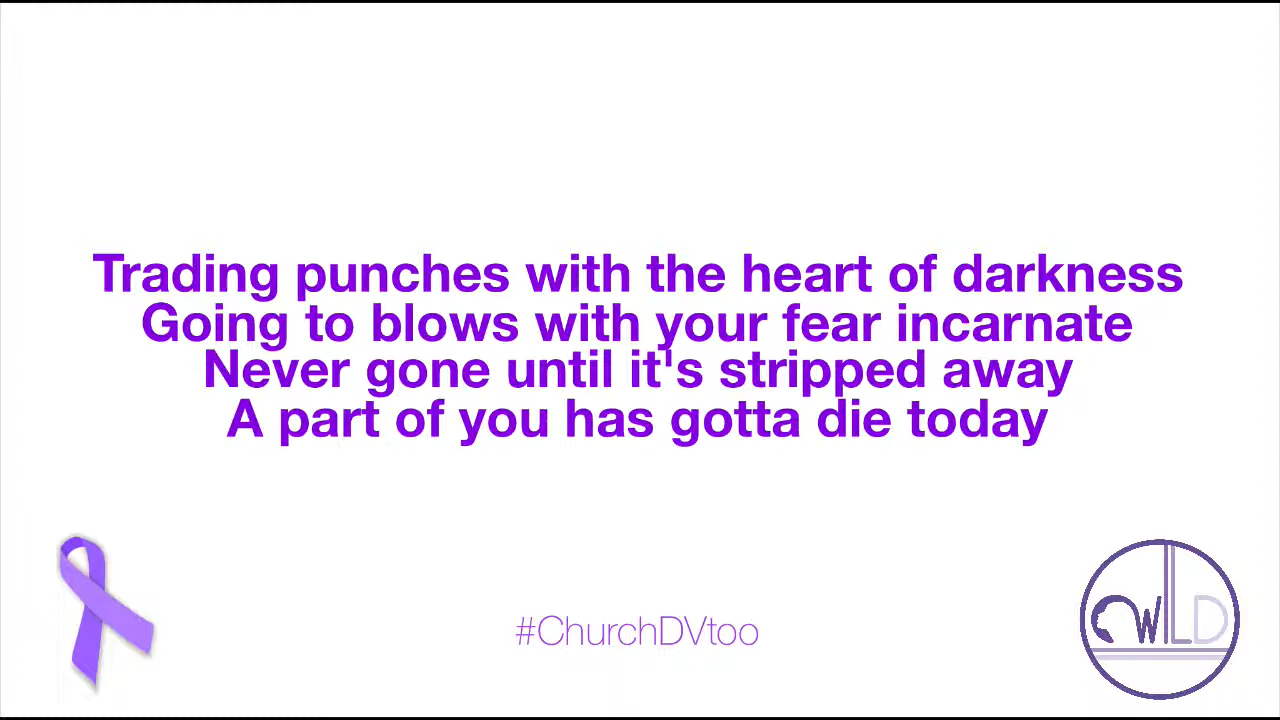 Trading punches with the heart of darkness
Going to blows with your fear incarnate
Never gone until it's stripped away
A part of you has gotta die today
#ChurchDVtoo
CWILD